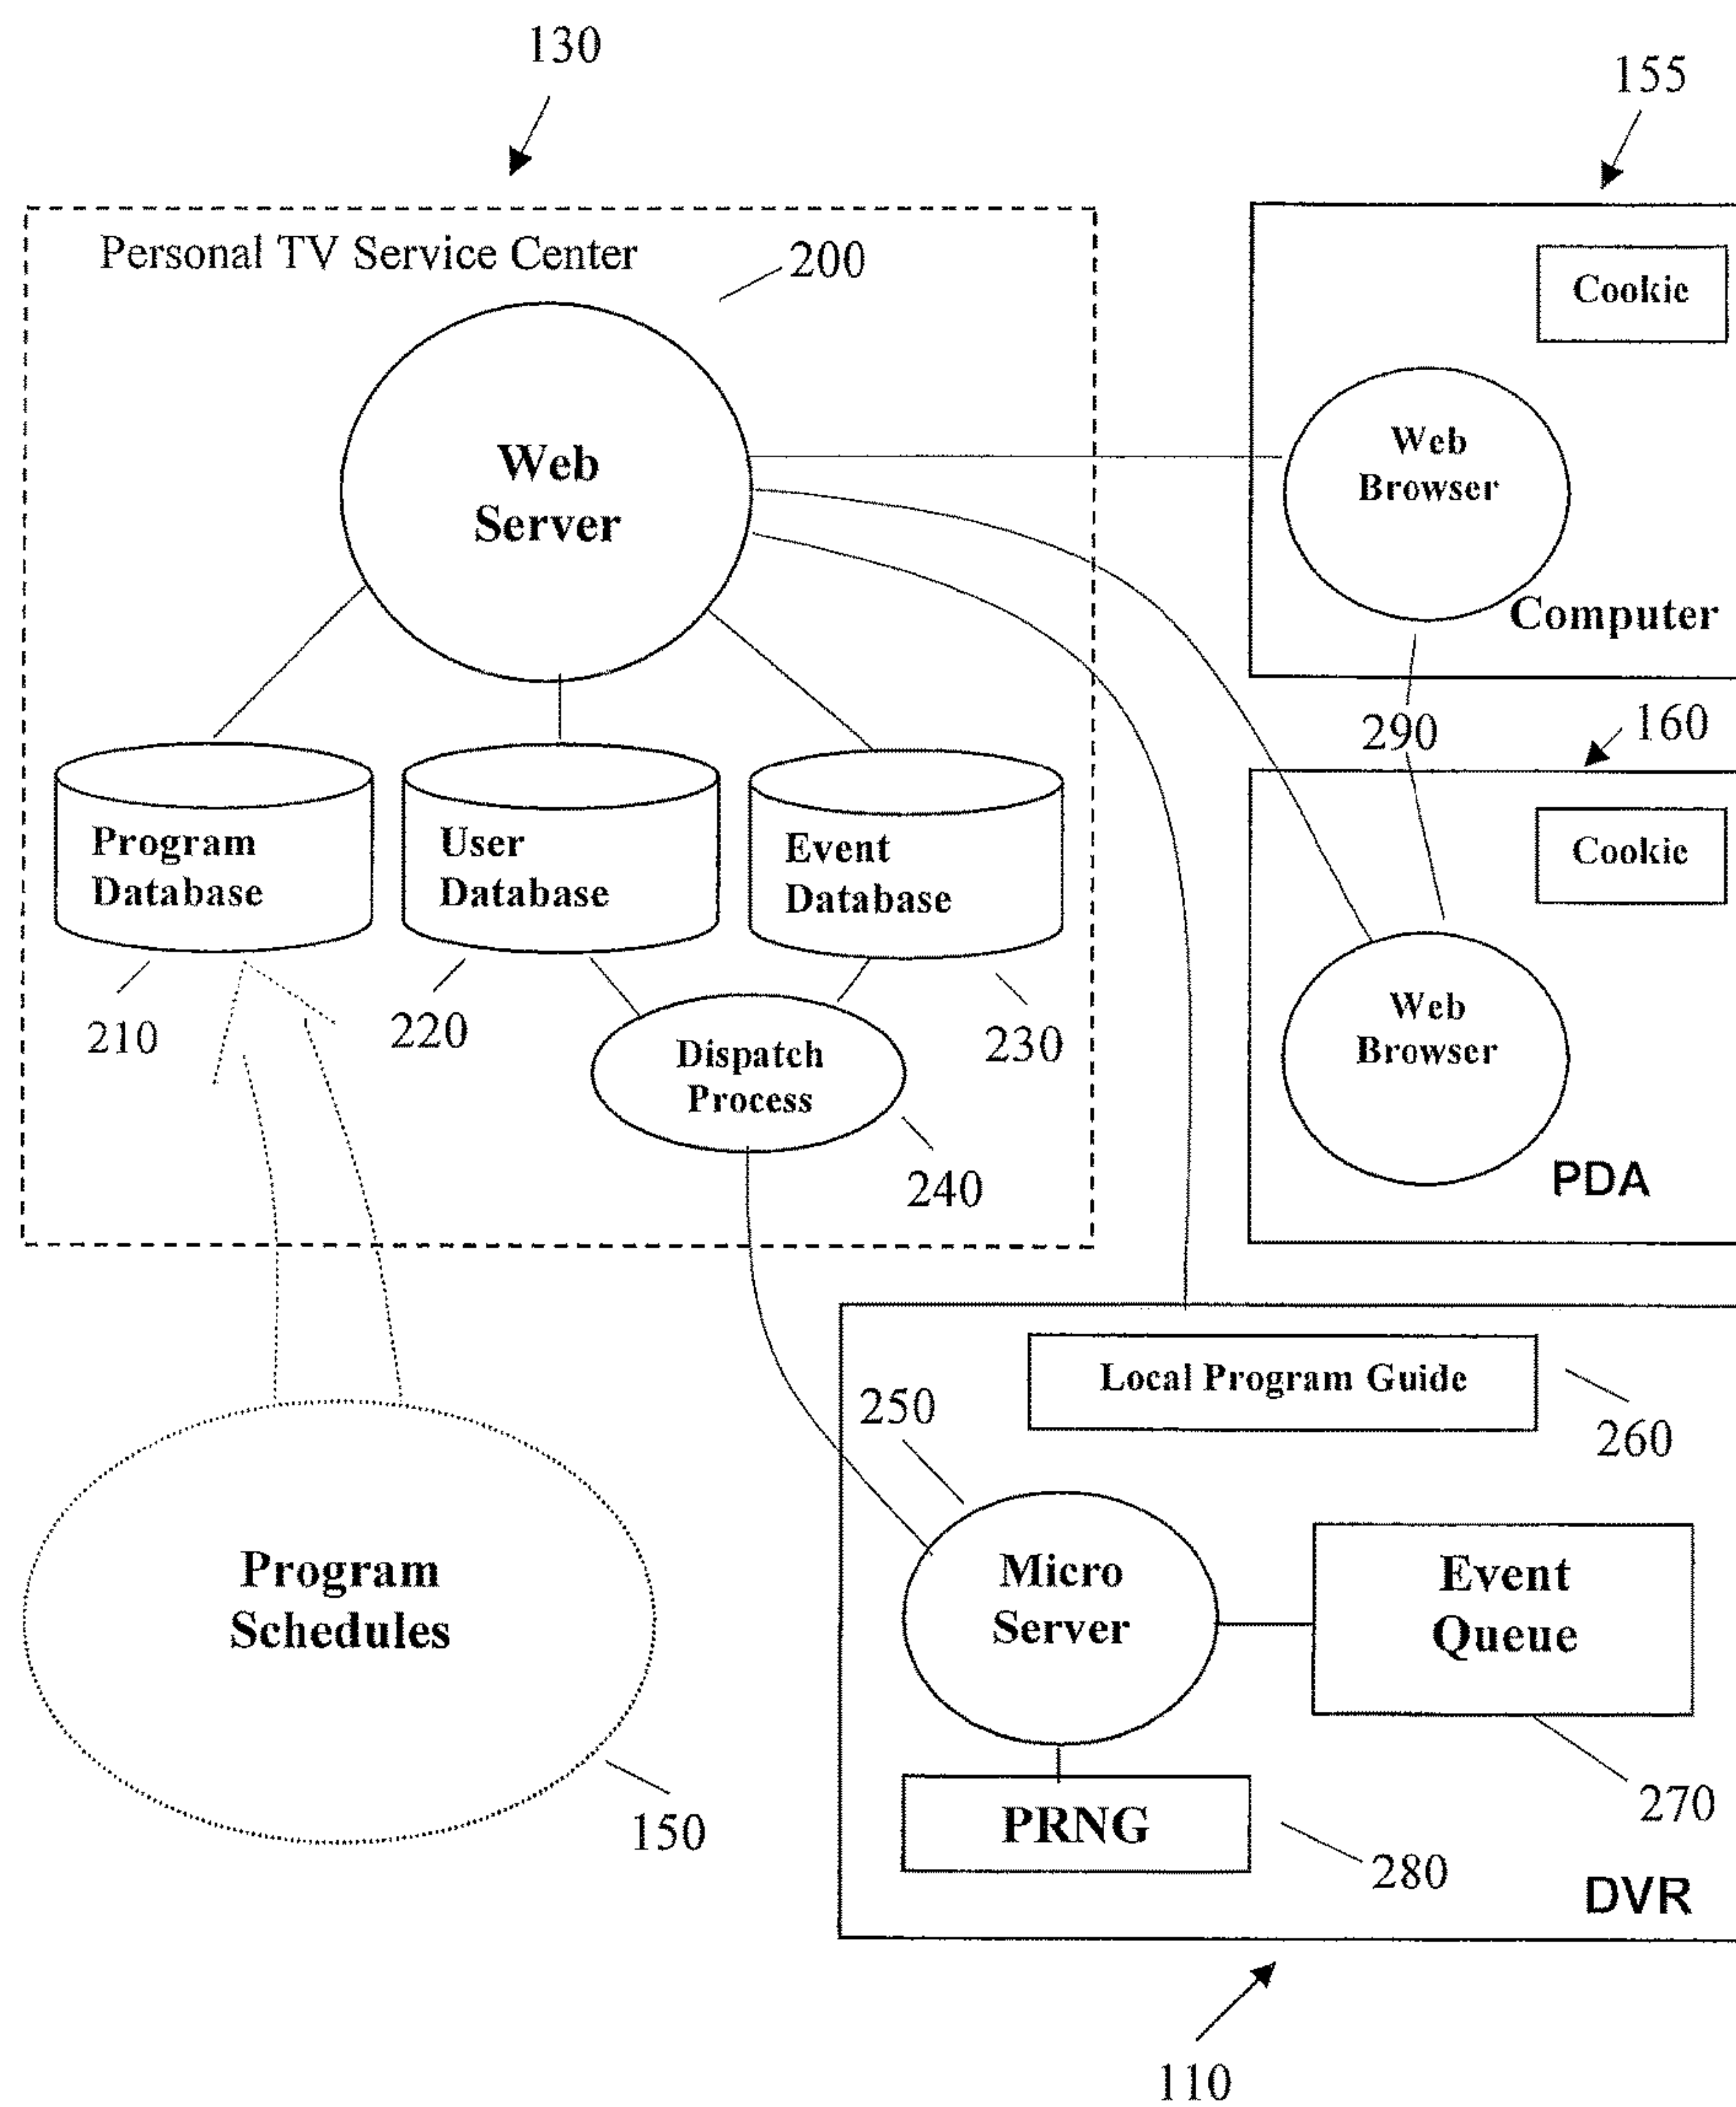 130
155
Personal TV Service Center
200
Cookie
Web
Server
Web
Browser
Computer
290
160
Program
Database
User
Database
Event
Database
Cookie
210
220
230
Dispatch
Process
240
Web
Browser
PDA
Local Program Guide
250
260
Program
Schedules
Micro
Server
Event
Queue
150
PRNG
270
280
DVR
110